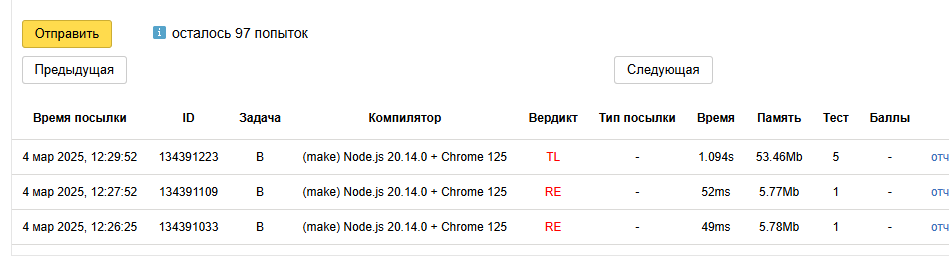 Отправить
i осталось 97 попыток
Предыдущая
Следующая
Время посылки ID Задача Компилятор Вердикт Тип посылки Время Память Тест Баллы
4 мар 2025, 12:29:52 134391223 B (make) Node.js 20.14.0 + Chrome 125 TL - 1.094s 53.46Mb 5 - отч
4 мар 2025, 12:27:52 134391109 B (make) Node.js 20.14.0 + Chrome 125 RE - 52ms 5.77Mb 1 - отч
4 мар 2025, 12:26:25 134391033 B (make) Node.js 20.14.0 + Chrome 125 RE - 49ms 5.78Mb 1 - отч